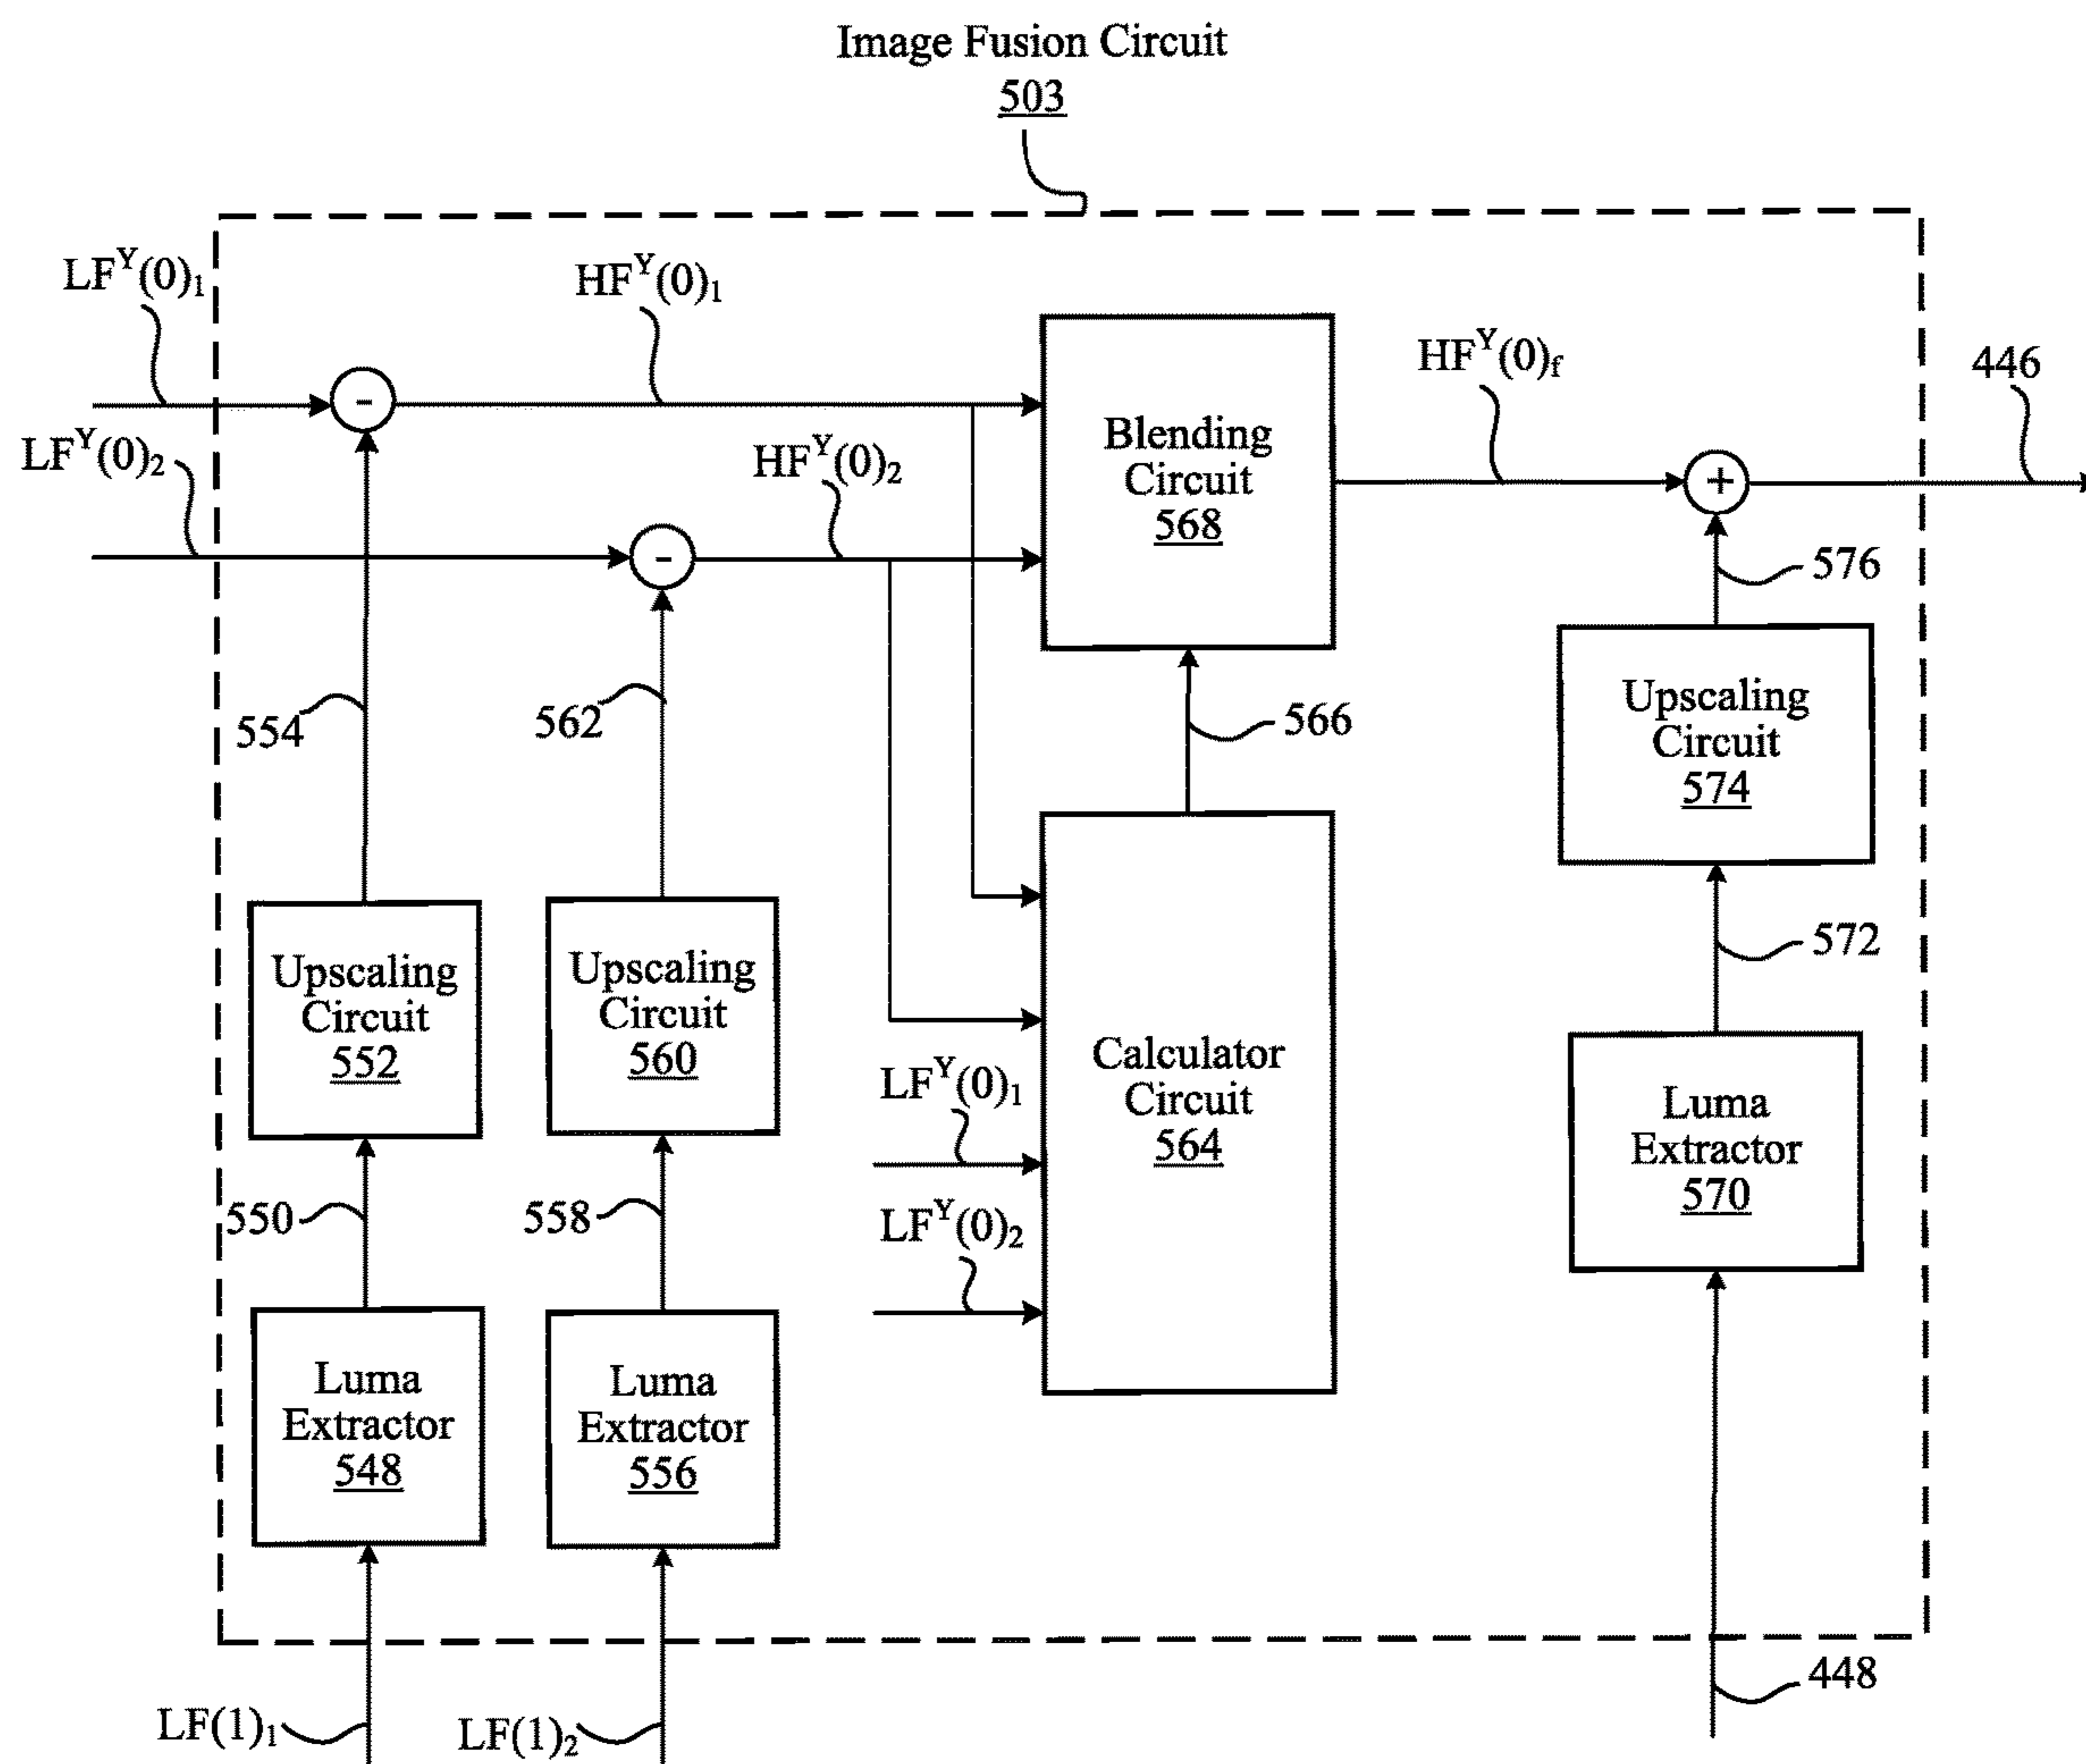 Image Fusion Circuit
503
LFʸ(0)₁
HFʸ(0)₁
HFʸ(0)f
446
LFʸ(0)₂
HFʸ(0)₂
Blending
Circuit
568
576
554
562
566
Upscaling
Circuit
574
572
Upscaling
Circuit
552
Upscaling
Circuit
560
LFʸ(0)₁
Calculator
Circuit
564
Luma
Extractor
570
550
558
LFʸ(0)₂
Luma
Extractor
548
Luma
Extractor
556
448
LF(1)₁
LF(1)₂
-
-
+